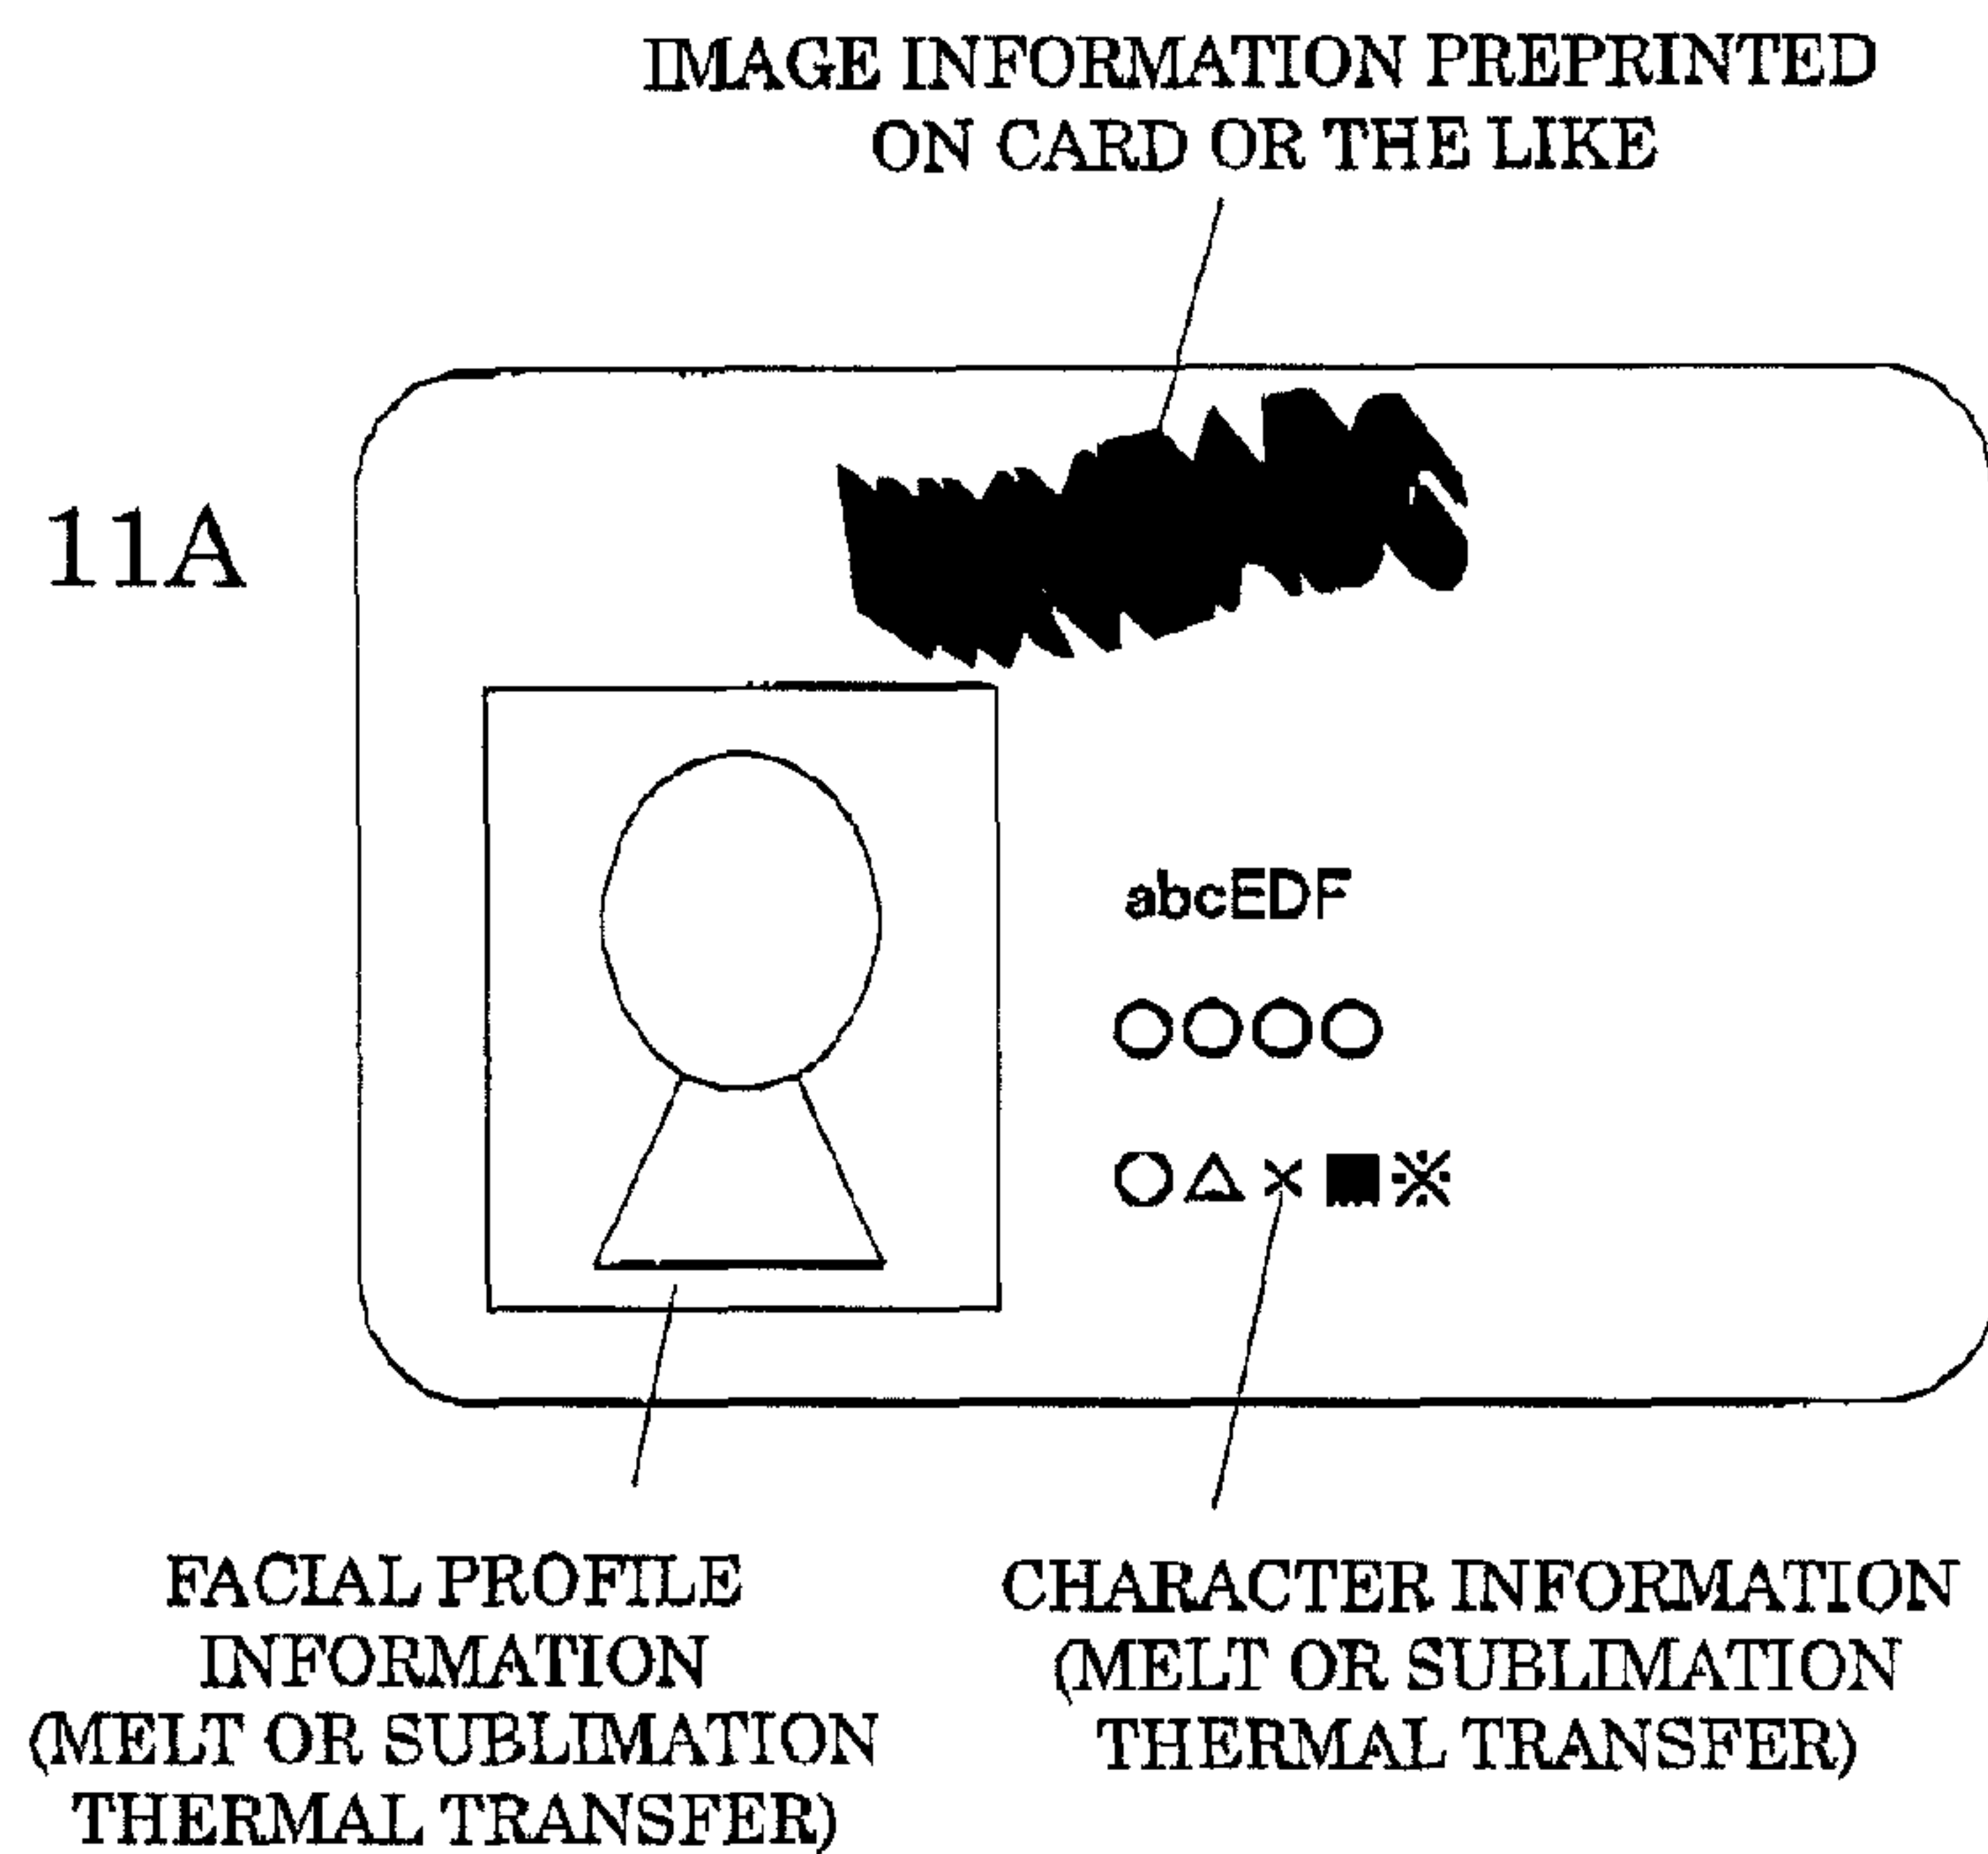 IMAGE INFORMATION PREPRINTED
ON CARD OR THE LIKE
11A
abcEDF
○○○○
○△×■※
FACIAL PROFILE
INFORMATION
(MELT OR SUBLIMATION
THERMAL TRANSFER)
CHARACTER INFORMATION
(MELT OR SUBLIMATION
THERMAL TRANSFER)